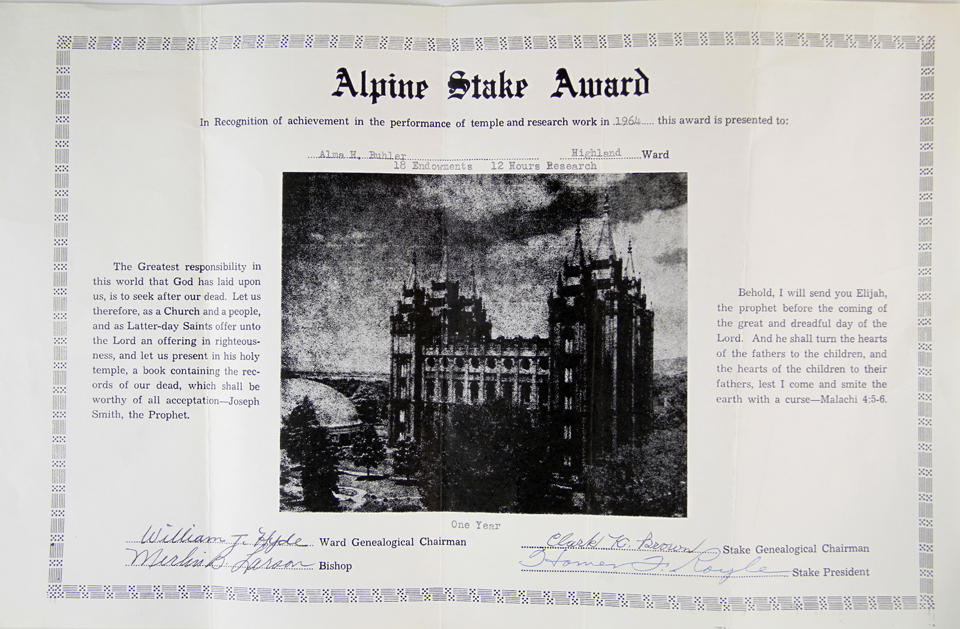 Alpine Stake Award
In Recognition of achievement in the performance of temple and research work in 1964 this award is presented to:
Alma H. Buhler Highland Ward
18 Endowments 12 Hours Research
The Greatest responsibility in
this world that God has laid upon
us, is to seek after our dead. Let us
therefore, as a Church and a people,
and as Latter-day Saints offer unto
the Lord an offering in righteous-
ness, and let us present in his holy
temple, a book containing the rec-
ords of our dead, which shall be
worthy of all acceptation—Joseph
Smith, the Prophet.
Behold, I will send you Elijah,
the prophet before the coming of
the great and dreadful day of the
Lord. And he shall turn the hearts
of the fathers to the children, and
the hearts of the children to their
fathers, lest I come and smite the
earth with a curse—Malachi 4:5-6.
One Year
William J. Hyde Ward Genealogical Chairman
Merlin B. Larson Bishop
Clark K. Brown Stake Genealogical Chairman
Stake President